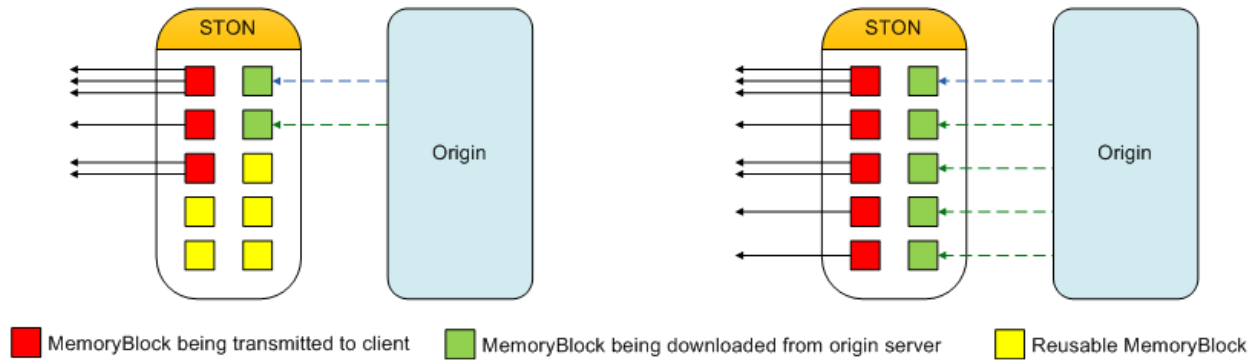 STON
Origin
STON
Origin
MemoryBlock being transmitted to client
MemoryBlock being downloaded from origin server
Reusable MemoryBlock